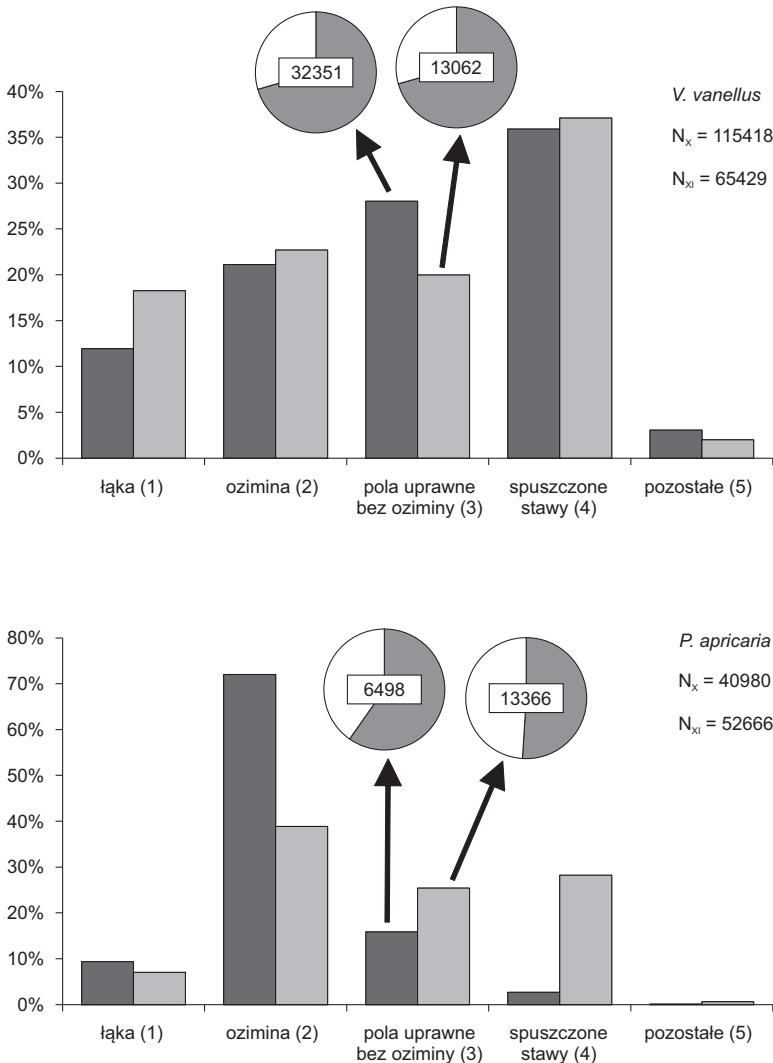 32351
13062
40%
35%
30%
25%
20%
15%
10%
5%
0%
V. vanellus
Nx = 115418
NXI = 65429
łąka (1)
ozimina (2)
pola uprawne
bez oziminy (3)
spuszczone
stawy (4)
pozostałe (5)
6498
13366
80%
70%
60%
50%
40%
30%
20%
10%
0%
P. apricaria
Nx = 40980
NXI = 52666
łąka (1)
ozimina (2)
pola uprawne
bez oziminy (3)
spuszczone
stawy (4)
pozostałe (5)